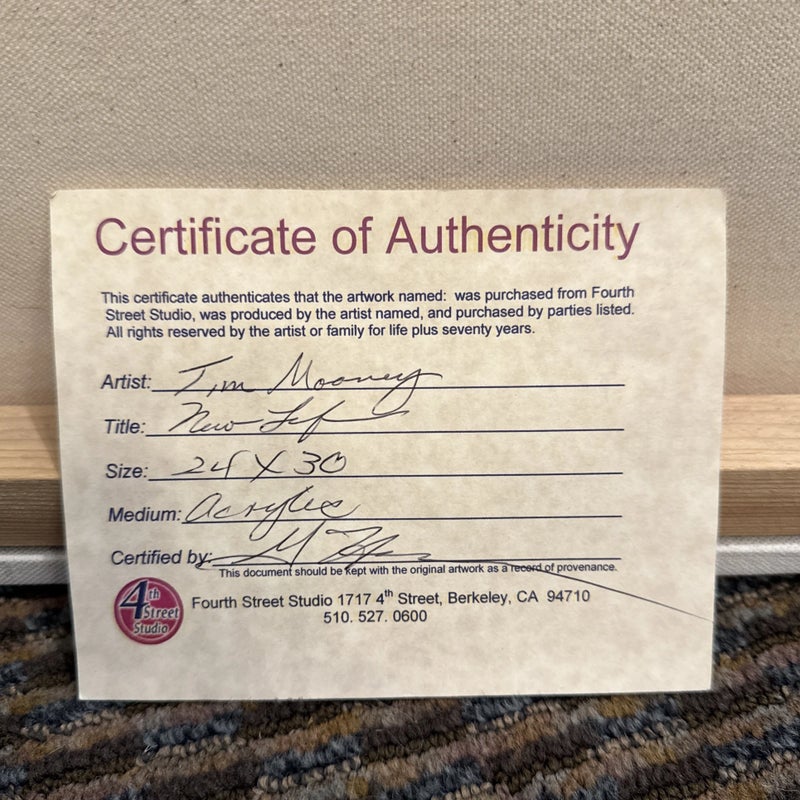 Certificate of Authenticity
This certificate authenticates that the artwork named: was purchased from Fourth
Street Studio, was produced by the artist named, and purchased by parties listed.
All rights reserved by the artist or family for life plus seventy years.
Artist: Tim Mooney
Title: New
Size: 24 X 30
Medium: Acrylic
Certified by:
This document should be kept with the original artwork as a record of provenance.
4th
Street
Studio
Fourth Street Studio 1717 4th Street, Berkeley, CA 94710
510. 527. 0600